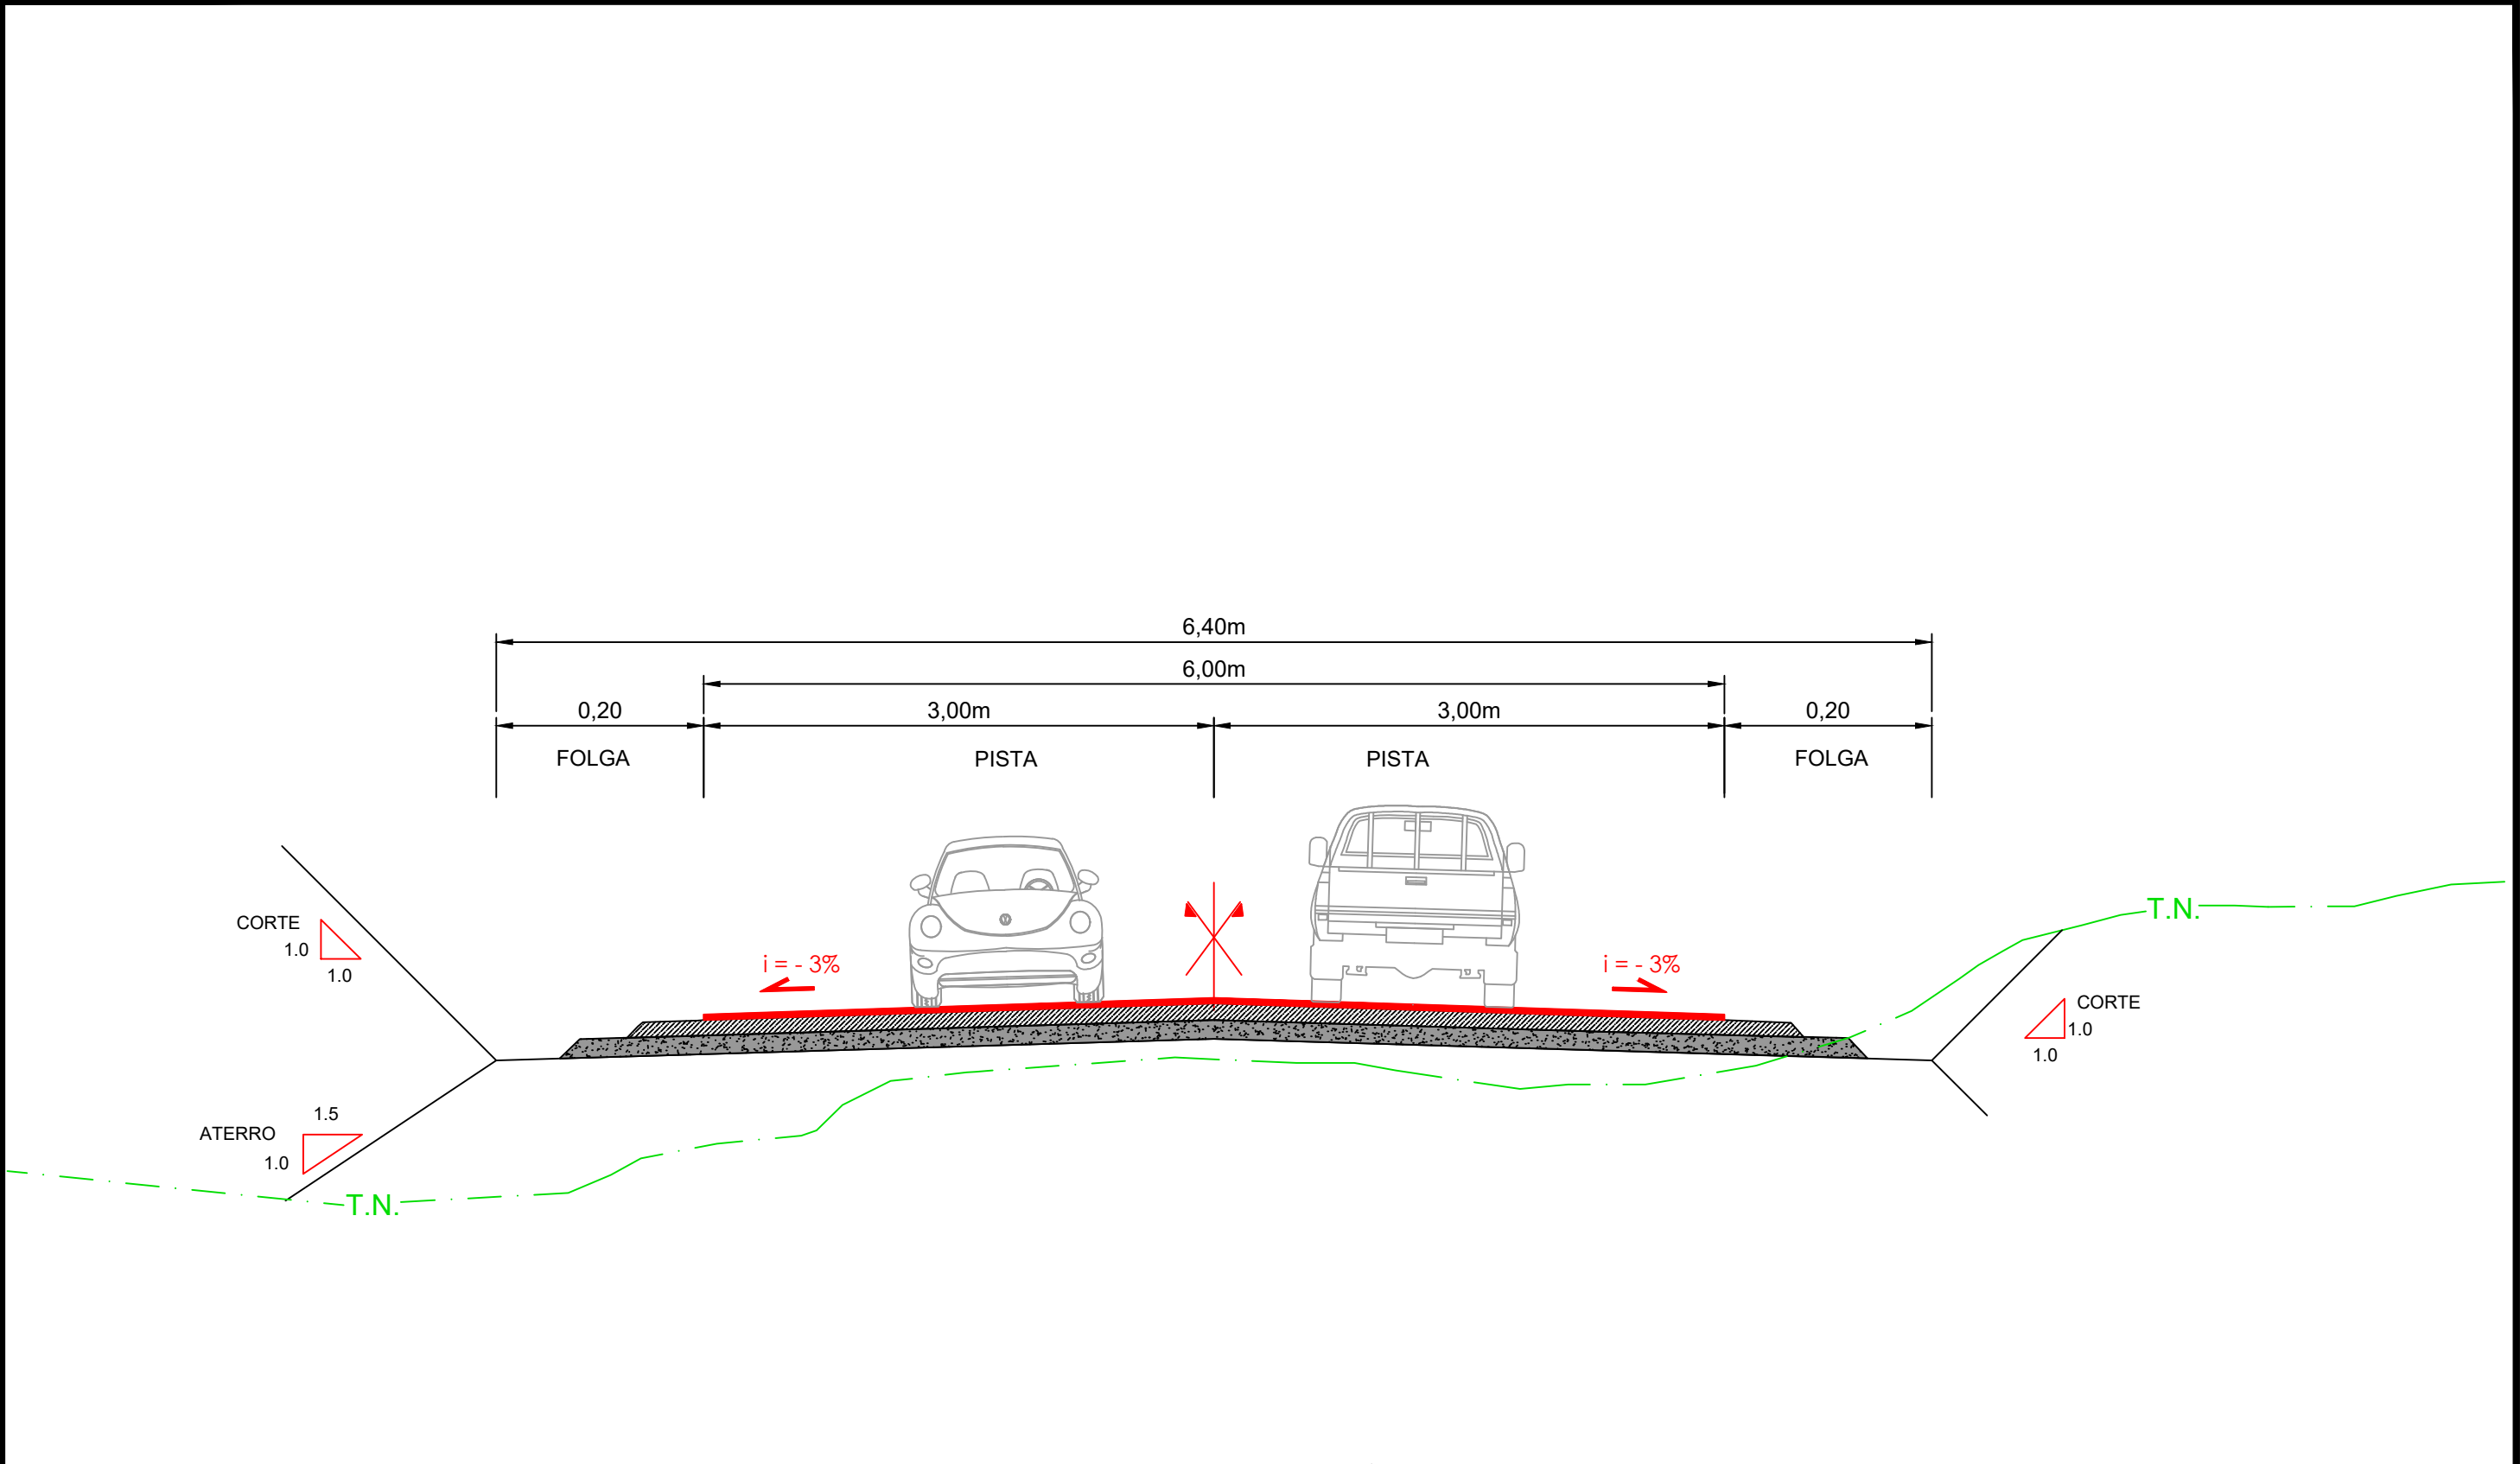 6,40m
6,00m
0,20
3,00m
3,00m
0,20
FOLGA
PISTA
PISTA
FOLGA
CORTE
1.0
1.0
i = - 3%
i = - 3%
T.N.
CORTE
1.0
1.0
1.5
ATERRO
1.0
T.N.